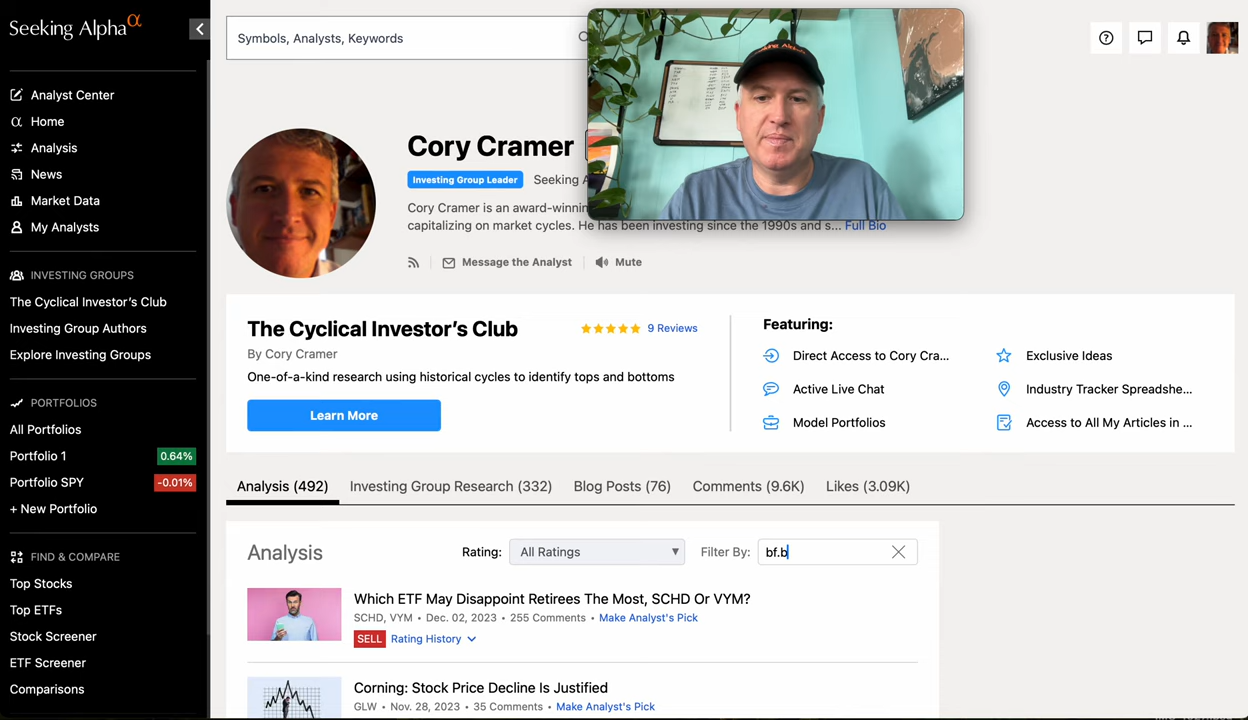 Seeking Alpha α
Symbols, Analysts, Keywords
Analyst Center
Home
Analysis
News
Market Data
My Analysts
INVESTING GROUPS
The Cyclical Investor's Club
Investing Group Authors
Explore Investing Groups
PORTFOLIOS
All Portfolios
Portfolio 1 0.64%
Portfolio SPY -0.01%
+ New Portfolio
FIND & COMPARE
Top Stocks
Top ETFs
Stock Screener
ETF Screener
Comparisons
Cory Cramer
Investing Group Leader Seeking A
Cory Cramer is an award-winnin
capitalizing on market cycles. He has been investing since the 1990s and s... Full Bio
Message the Analyst Mute
The Cyclical Investor's Club 9 Reviews
By Cory Cramer
One-of-a-kind research using historical cycles to identify tops and bottoms
Learn More
Featuring:
Direct Access to Cory Cra... Exclusive Ideas
Active Live Chat Industry Tracker Spreadshe...
Model Portfolios Access to All My Articles in ...
Analysis (492) Investing Group Research (332) Blog Posts (76) Comments (9.6K) Likes (3.09K)
Analysis Rating: All Ratings Filter By: bf.b
Which ETF May Disappoint Retirees The Most, SCHD Or VYM?
SCHD, VYM • Dec. 02, 2023 • 255 Comments • Make Analyst's Pick
SELL Rating History
Corning: Stock Price Decline Is Justified
GLW • Nov. 28, 2023 • 35 Comments • Make Analyst's Pick